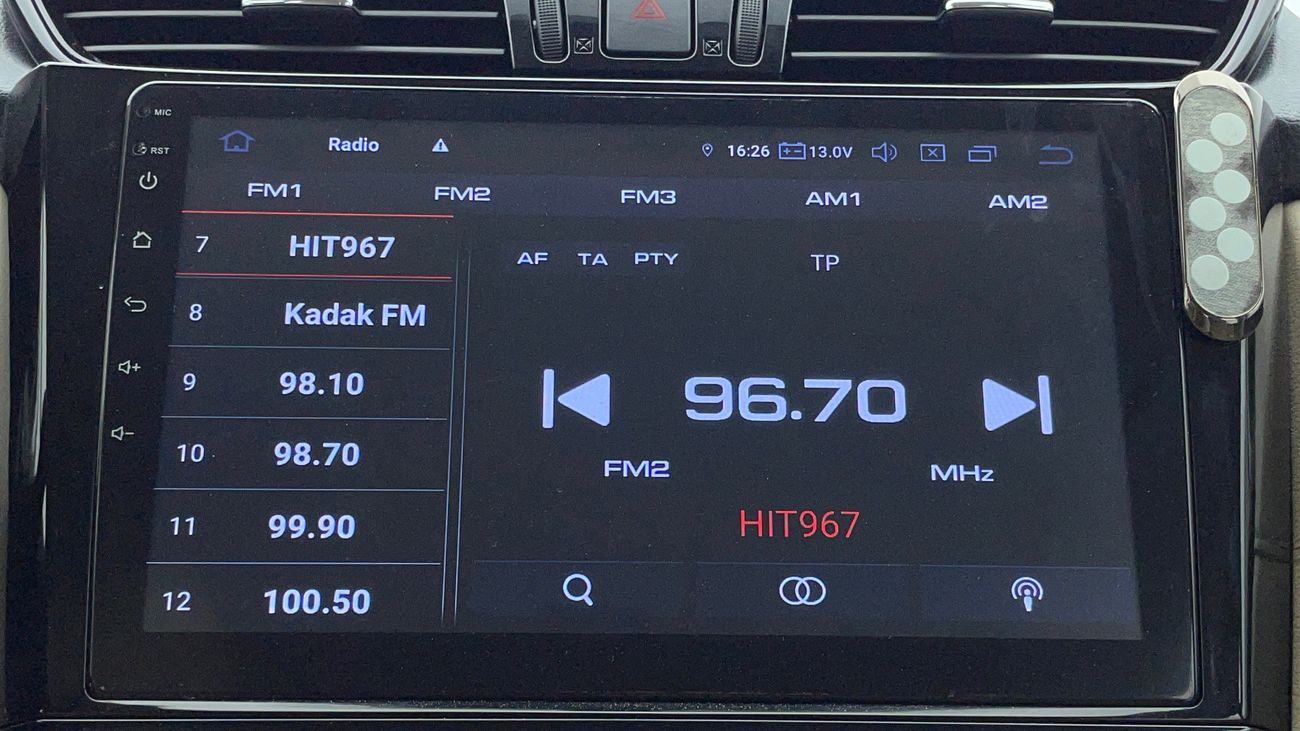 MIC
RST
Radio 16:26 13.0V
FM1 FM2 FM3 AM1 AM2
7 HIT967
8 Kadak FM
9 98.10
10 98.70
11 99.90
12 100.50
AF TA PTY TP
96.70
FM2 MHz
HIT967